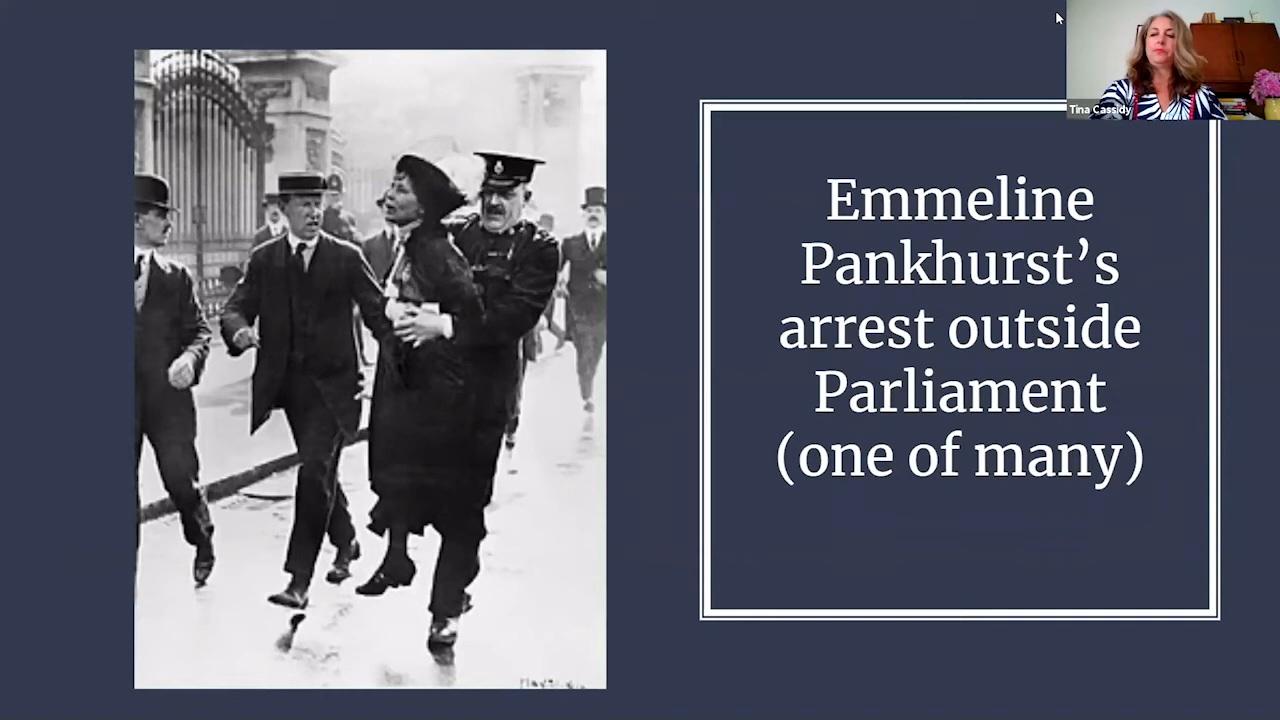 Tina Cassidy
Emmeline
Pankhurst’s
arrest outside
Parliament
(one of many)